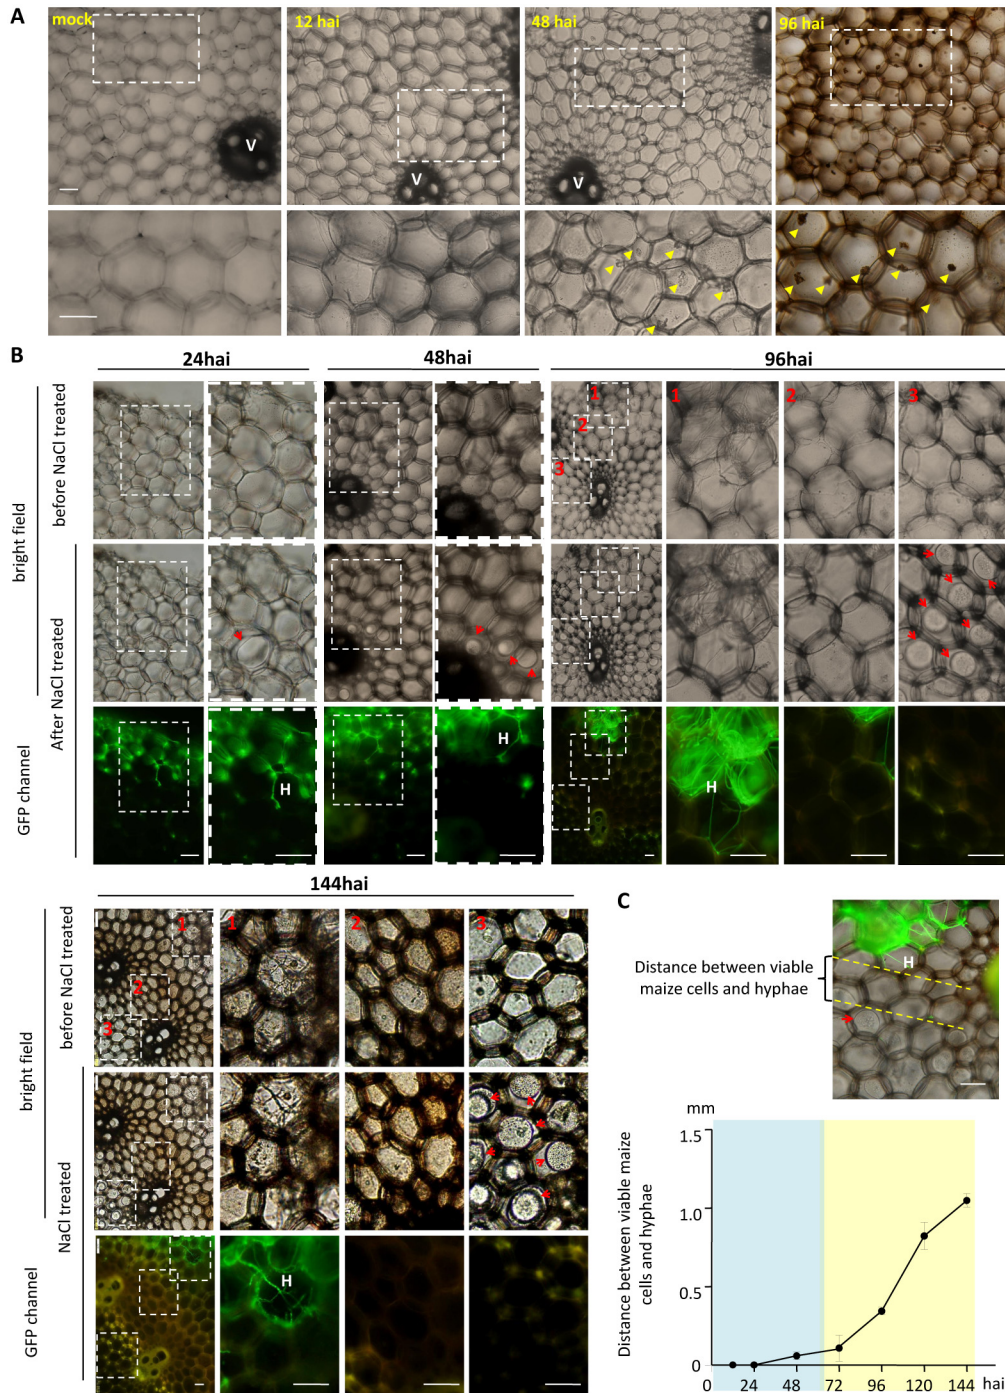 A
mock
12 hai
48 hai
96 hai
V
V
V
B
24hai
48hai
96hai
before NaCl treated
bright field
After NaCl treated
GFP channel
1
2
3
1
2
3
H
H
H
144hai
before NaCl treated
bright field
NaCl treated
GFP channel
1
2
3
1
2
3
H
C
H
Distance between viable
maize cells and hyphae
mm
1.5
1.0
0.5
0
Distance between viable maize
cells and hyphae
0 24 48 72 96 120 144 hai